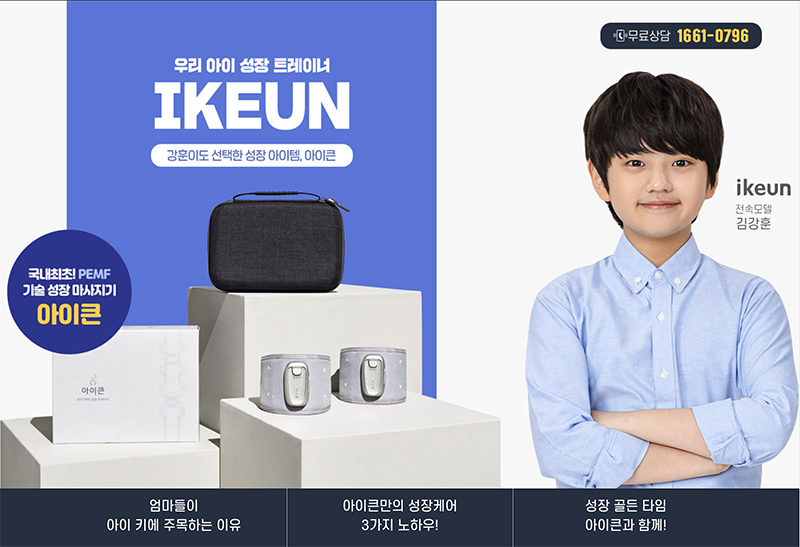 무료상담 1661-0796
우리 아이 성장 트레이너
IKEUN
강훈이도 선택한 성장 아이템, 아이큰
ikeun
전속모델
김강훈
국내최초! PEMF
기술 성장 마사지기
아이큰
아이큰
엄마들이
아이 키에 주목하는 이유
아이큰만의 성장케어
3가지 노하우!
성장 골든 타임
아이큰과 함께!